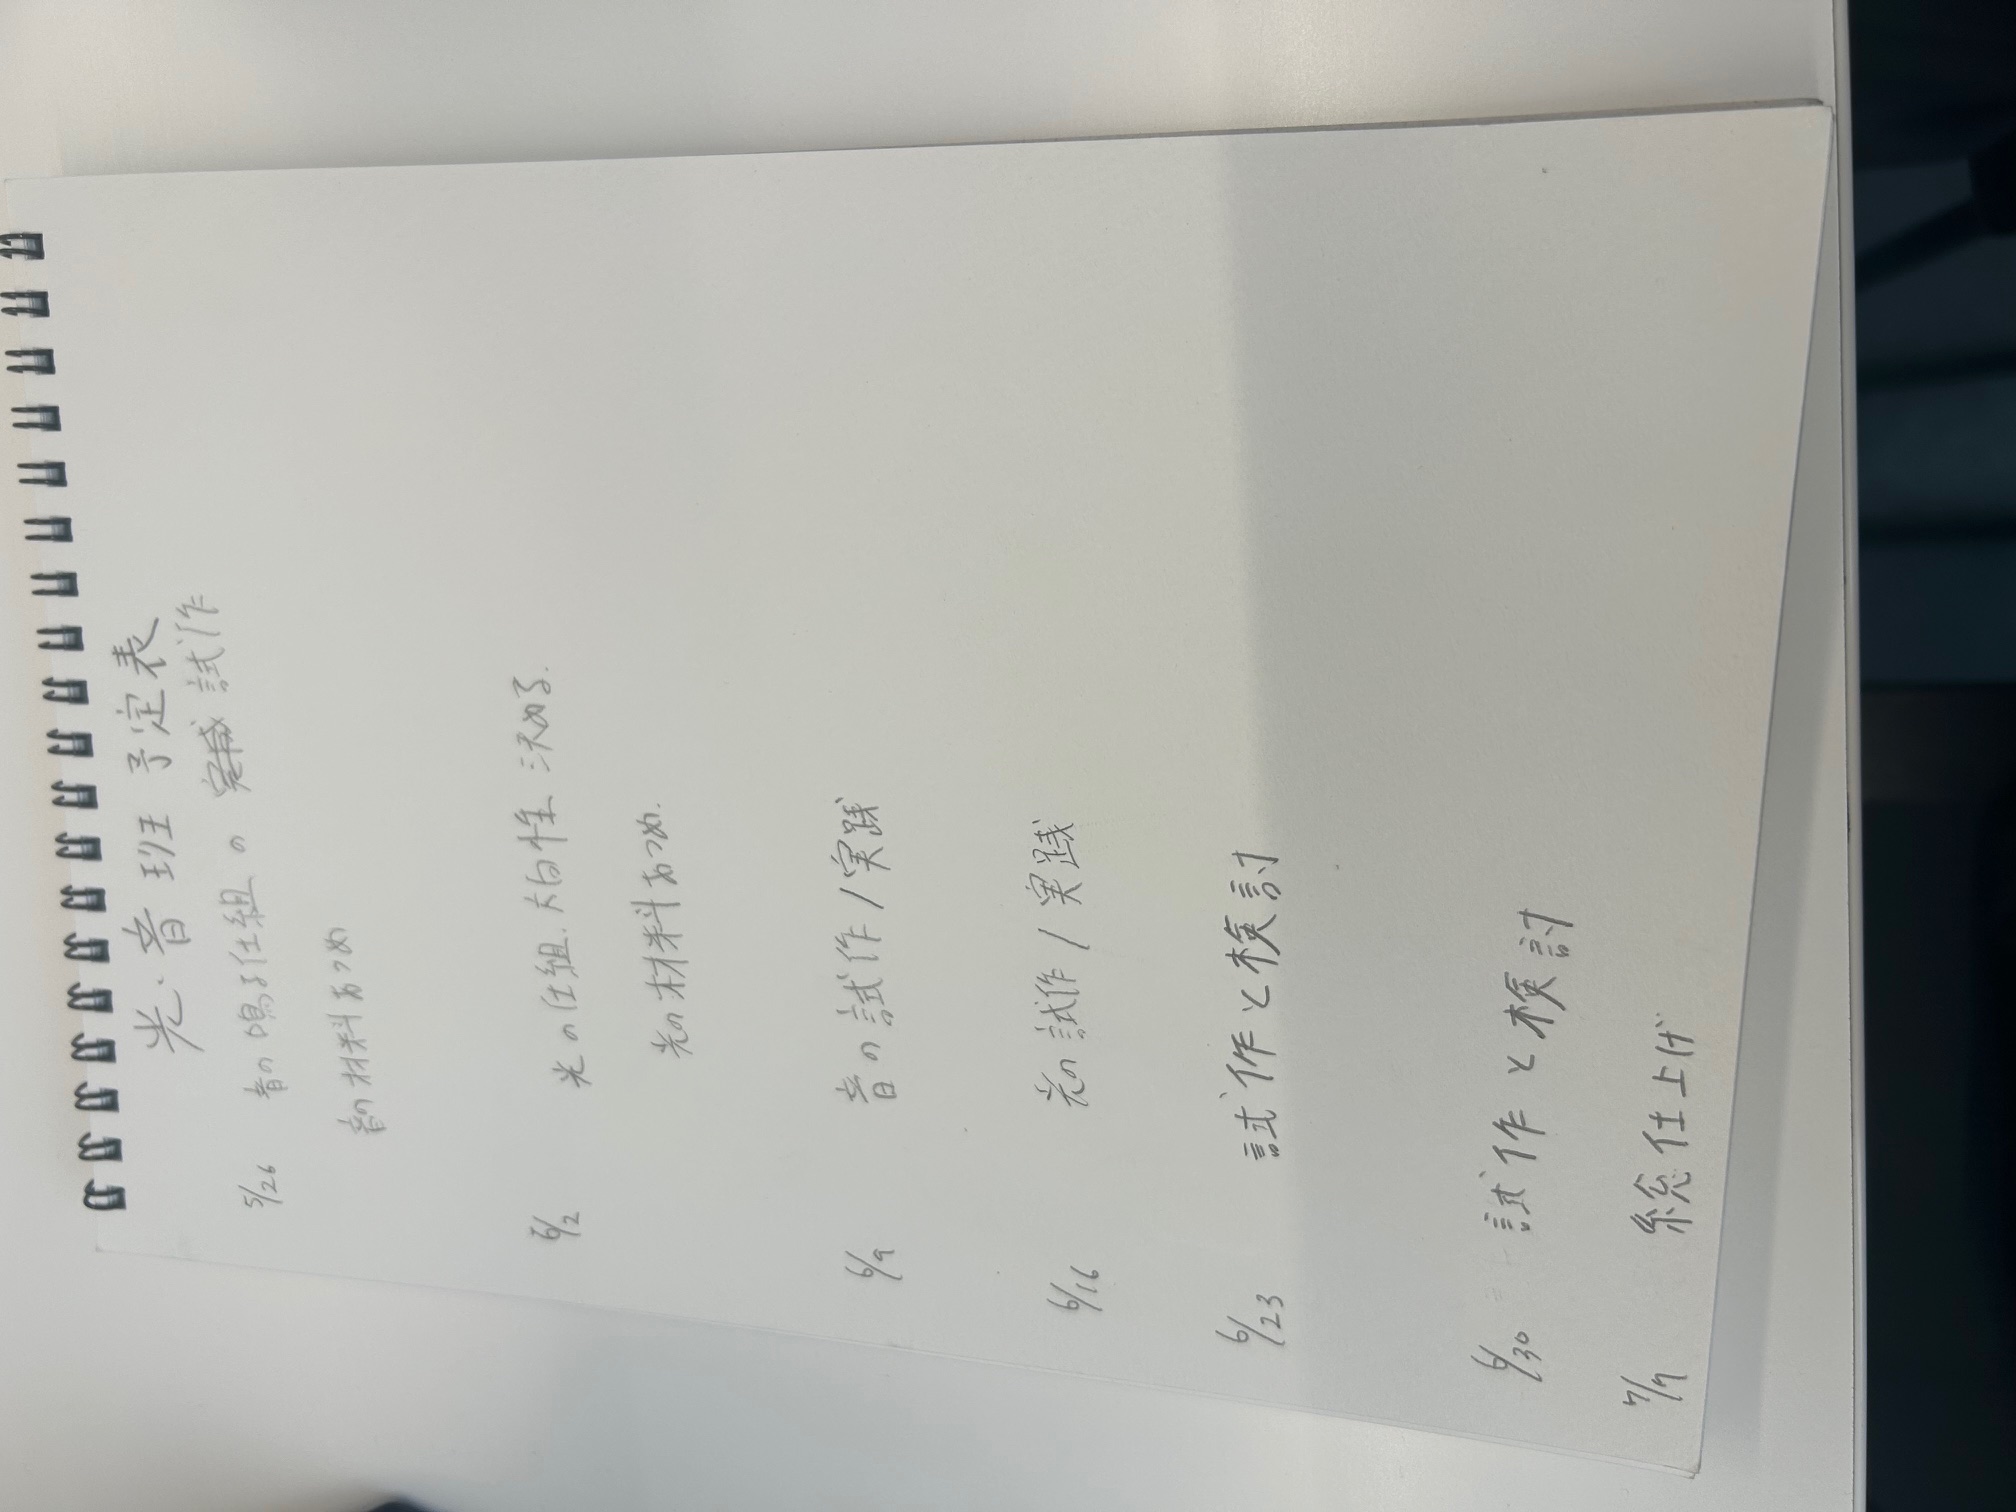 光・音班 予定表
5/26 音の鳴る仕組の 試作
音の材料あつめ
6/2 光の仕組、方向性 決める.
光の材料あつめ.
6/9 音の試作/実践
6/16 光の試作/実践
6/23 試作と検討
6/30 試作と検討
7/7 総仕上げ